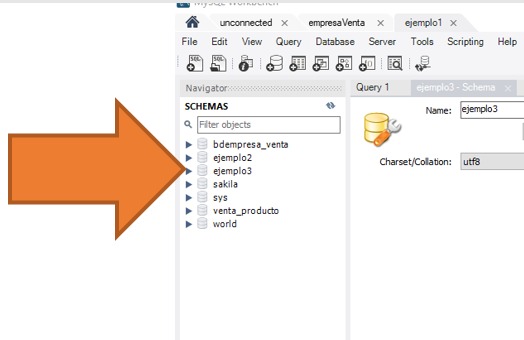 MySQL Workbench
unconnected
empresaVenta
ejemplo1
File Edit View Query Database Server Tools Scripting Help
Navigator
SCHEMAS
Filter objects
bdempresa_venta
ejemplo2
ejemplo3
sakila
sys
venta_producto
world
Query 1
ejemplo3 - Schema
Name: ejemplo3
Charset/Collation: utf8